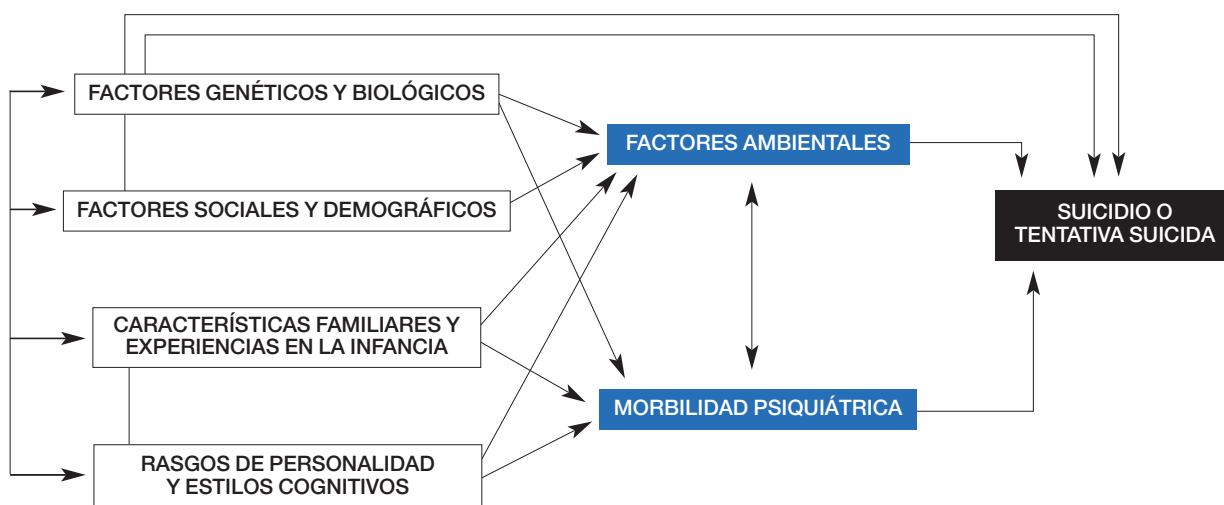 FACTORES GENÉTICOS Y BIOLÓGICOS
FACTORES AMBIENTALES
FACTORES SOCIALES Y DEMOGRÁFICOS
SUICIDIO O
TENTATIVA SUICIDA
CARACTERÍSTICAS FAMILIARES Y
EXPERIENCIAS EN LA INFANCIA
MORBILIDAD PSIQUIÁTRICA
RASGOS DE PERSONALIDAD
Y ESTILOS COGNITIVOS